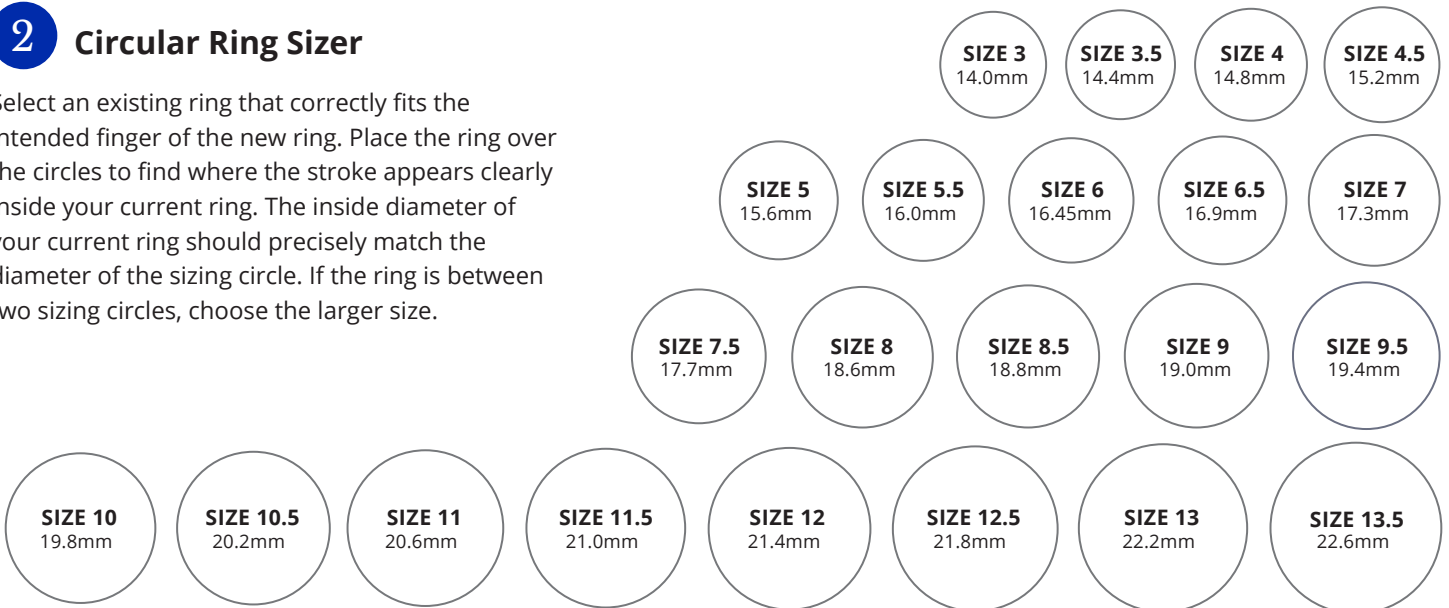 2 Circular Ring Sizer
Select an existing ring that correctly fits the
intended finger of the new ring. Place the ring over
the circles to find where the stroke appears clearly
inside your current ring. The inside diameter of
your current ring should precisely match the
diameter of the sizing circle. If the ring is between
two sizing circles, choose the larger size.
SIZE 3
14.0mm
SIZE 3.5
14.4mm
SIZE 4
14.8mm
SIZE 4.5
15.2mm
SIZE 5
15.6mm
SIZE 5.5
16.0mm
SIZE 6
16.45mm
SIZE 6.5
16.9mm
SIZE 7
17.3mm
SIZE 7.5
17.7mm
SIZE 8
18.6mm
SIZE 8.5
18.8mm
SIZE 9
19.0mm
SIZE 9.5
19.4mm
SIZE 10
19.8mm
SIZE 10.5
20.2mm
SIZE 11
20.6mm
SIZE 11.5
21.0mm
SIZE 12
21.4mm
SIZE 12.5
21.8mm
SIZE 13
22.2mm
SIZE 13.5
22.6mm